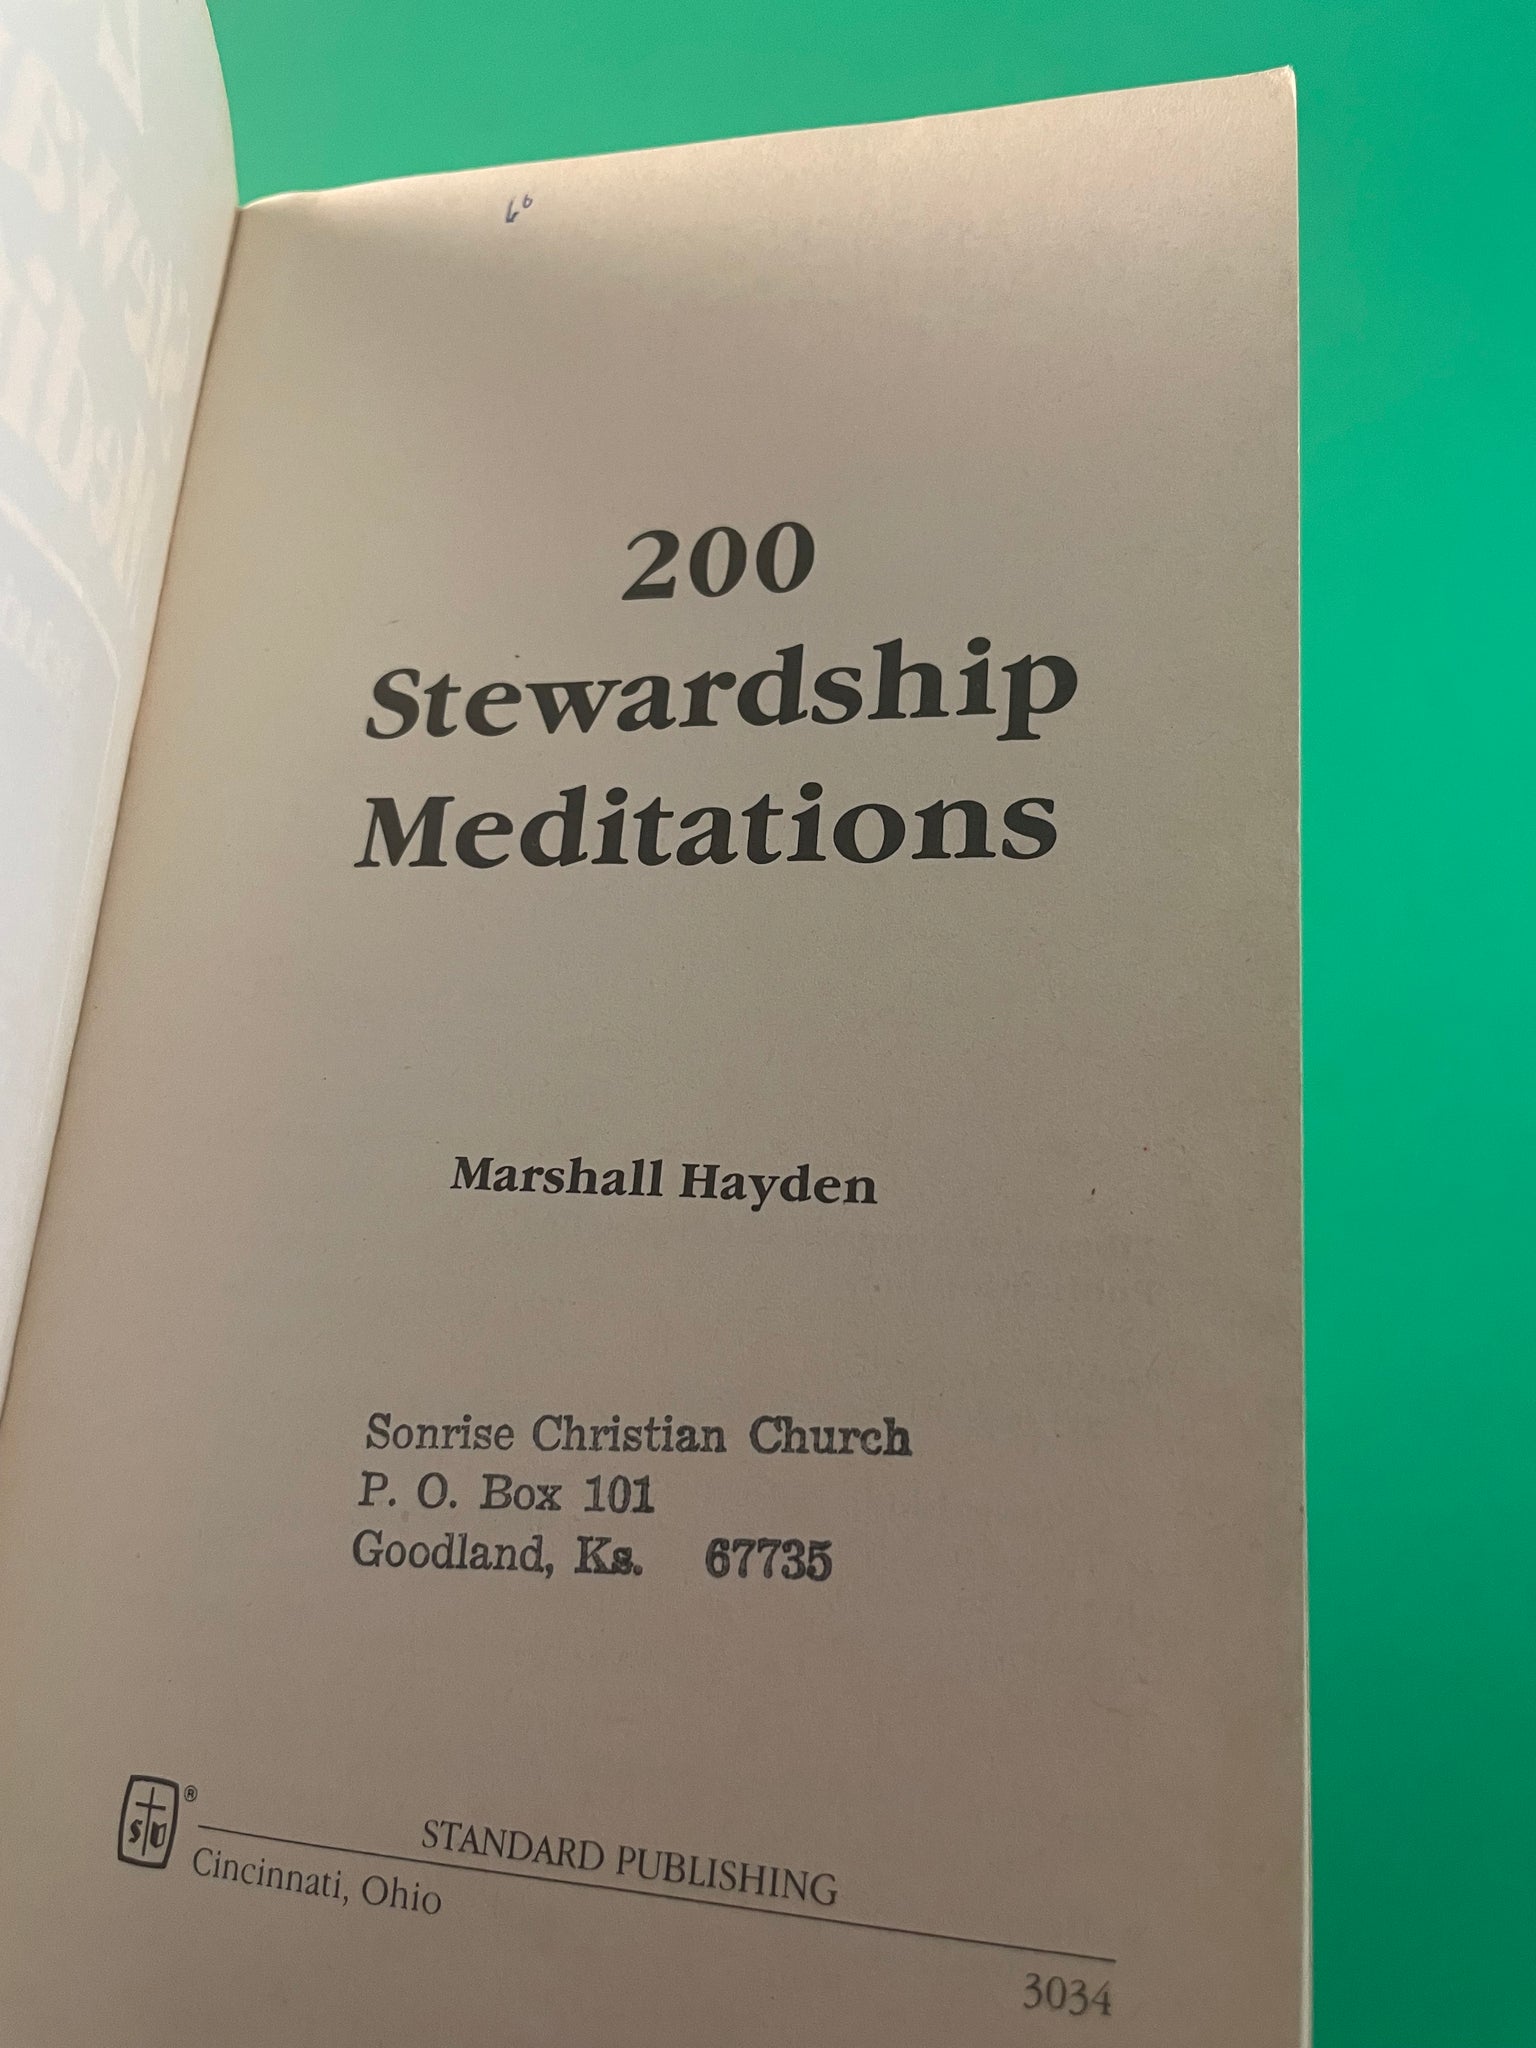 200
Stewardship
Meditations
Marshall Hayden
Sonrise Christian Church
P. O. Box 101
Goodland, Ks. 67735
®
STANDARD PUBLISHING
Cincinnati, Ohio
3034